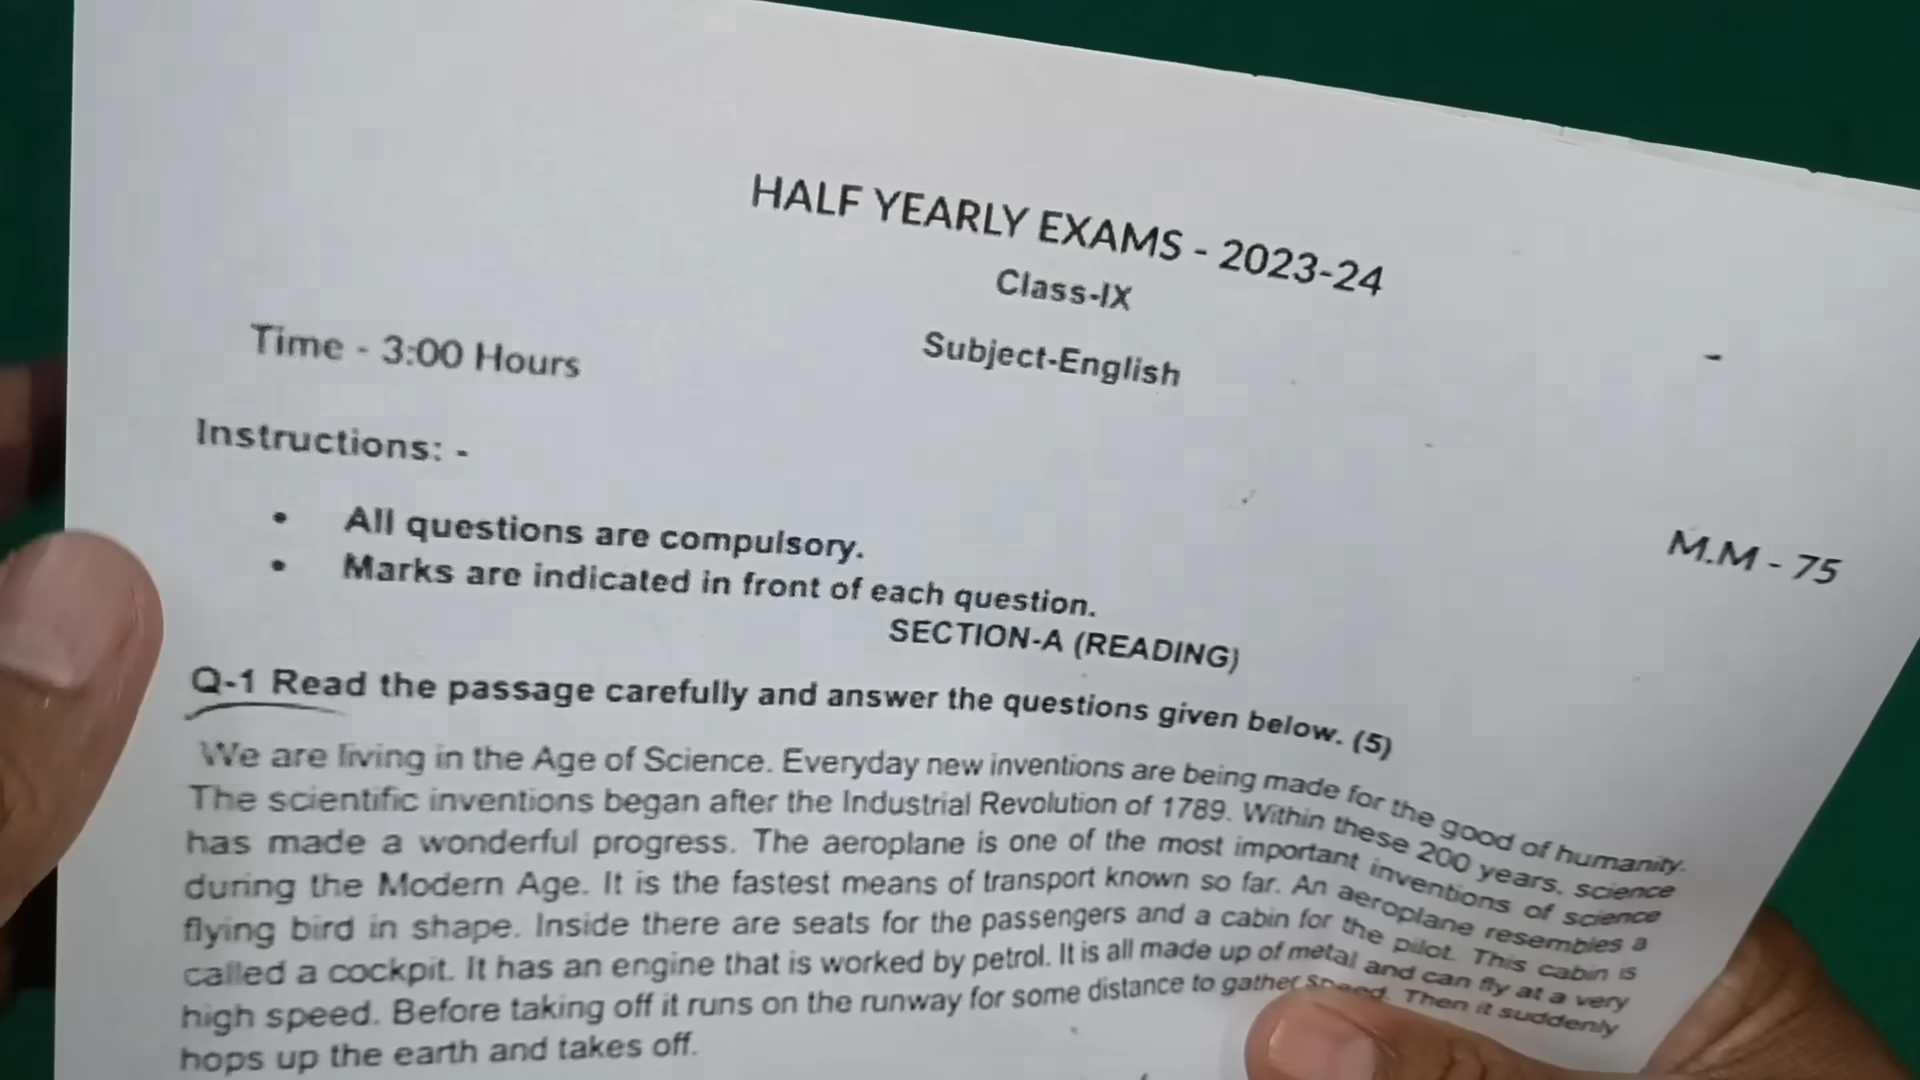 HALF YEARLY EXAMS - 2023-24
Class-IX
Time - 3:00 Hours
Subject-English
Instructions: -
M.M - 75
• All questions are compulsory.
• Marks are indicated in front of each question.
SECTION-A (READING)
Q-1 Read the passage carefully and answer the questions given below. (5)
We are living in the Age of Science. Everyday new inventions are being made for the good of humanity.
The scientific inventions began after the Industrial Revolution of 1789. Within these 200 years, science
has made a wonderful progress. The aeroplane is one of the most important inventions of science
during the Modern Age. It is the fastest means of transport known so far. An aeroplane resembles a
flying bird in shape. Inside there are seats for the passengers and a cabin for the pilot. This cabin is
called a cockpit. It has an engine that is worked by petrol. It is all made up of metal and can fly at a very
high speed. Before taking off it runs on the runway for some distance to gather speed. Then it suddenly
hops up the earth and takes off.